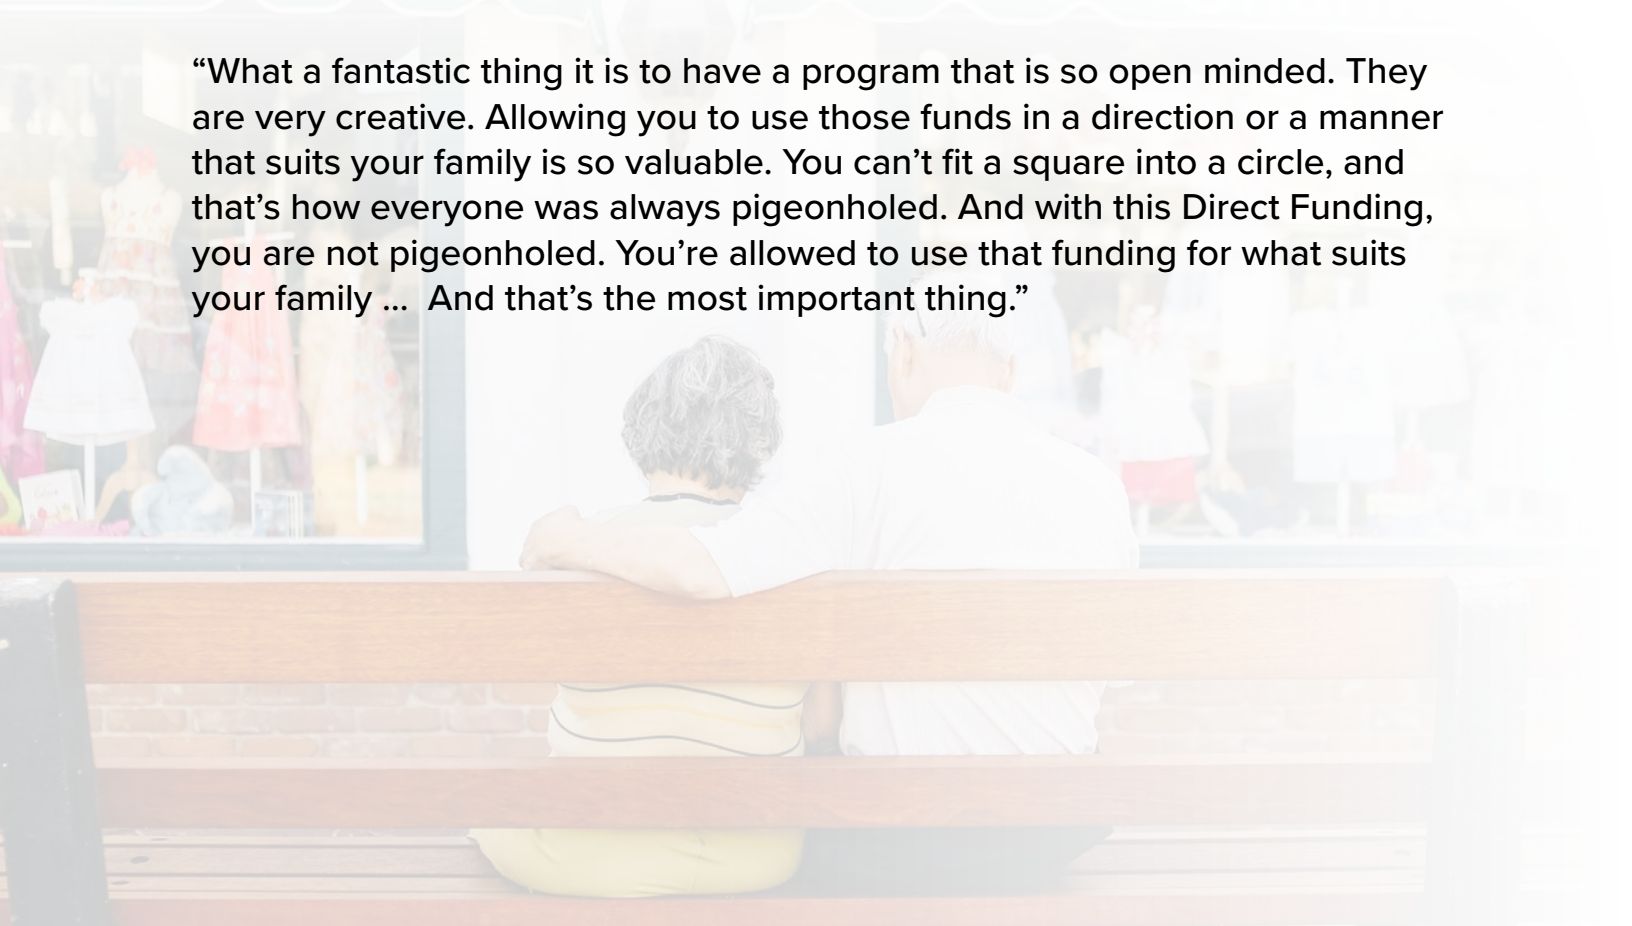 “What a fantastic thing it is to have a program that is so open minded. They
are very creative. Allowing you to use those funds in a direction or a manner
that suits your family is so valuable. You can’t fit a square into a circle, and
that’s how everyone was always pigeonholed. And with this Direct Funding,
you are not pigeonholed. You’re allowed to use that funding for what suits
your family ...  And that’s the most important thing.”